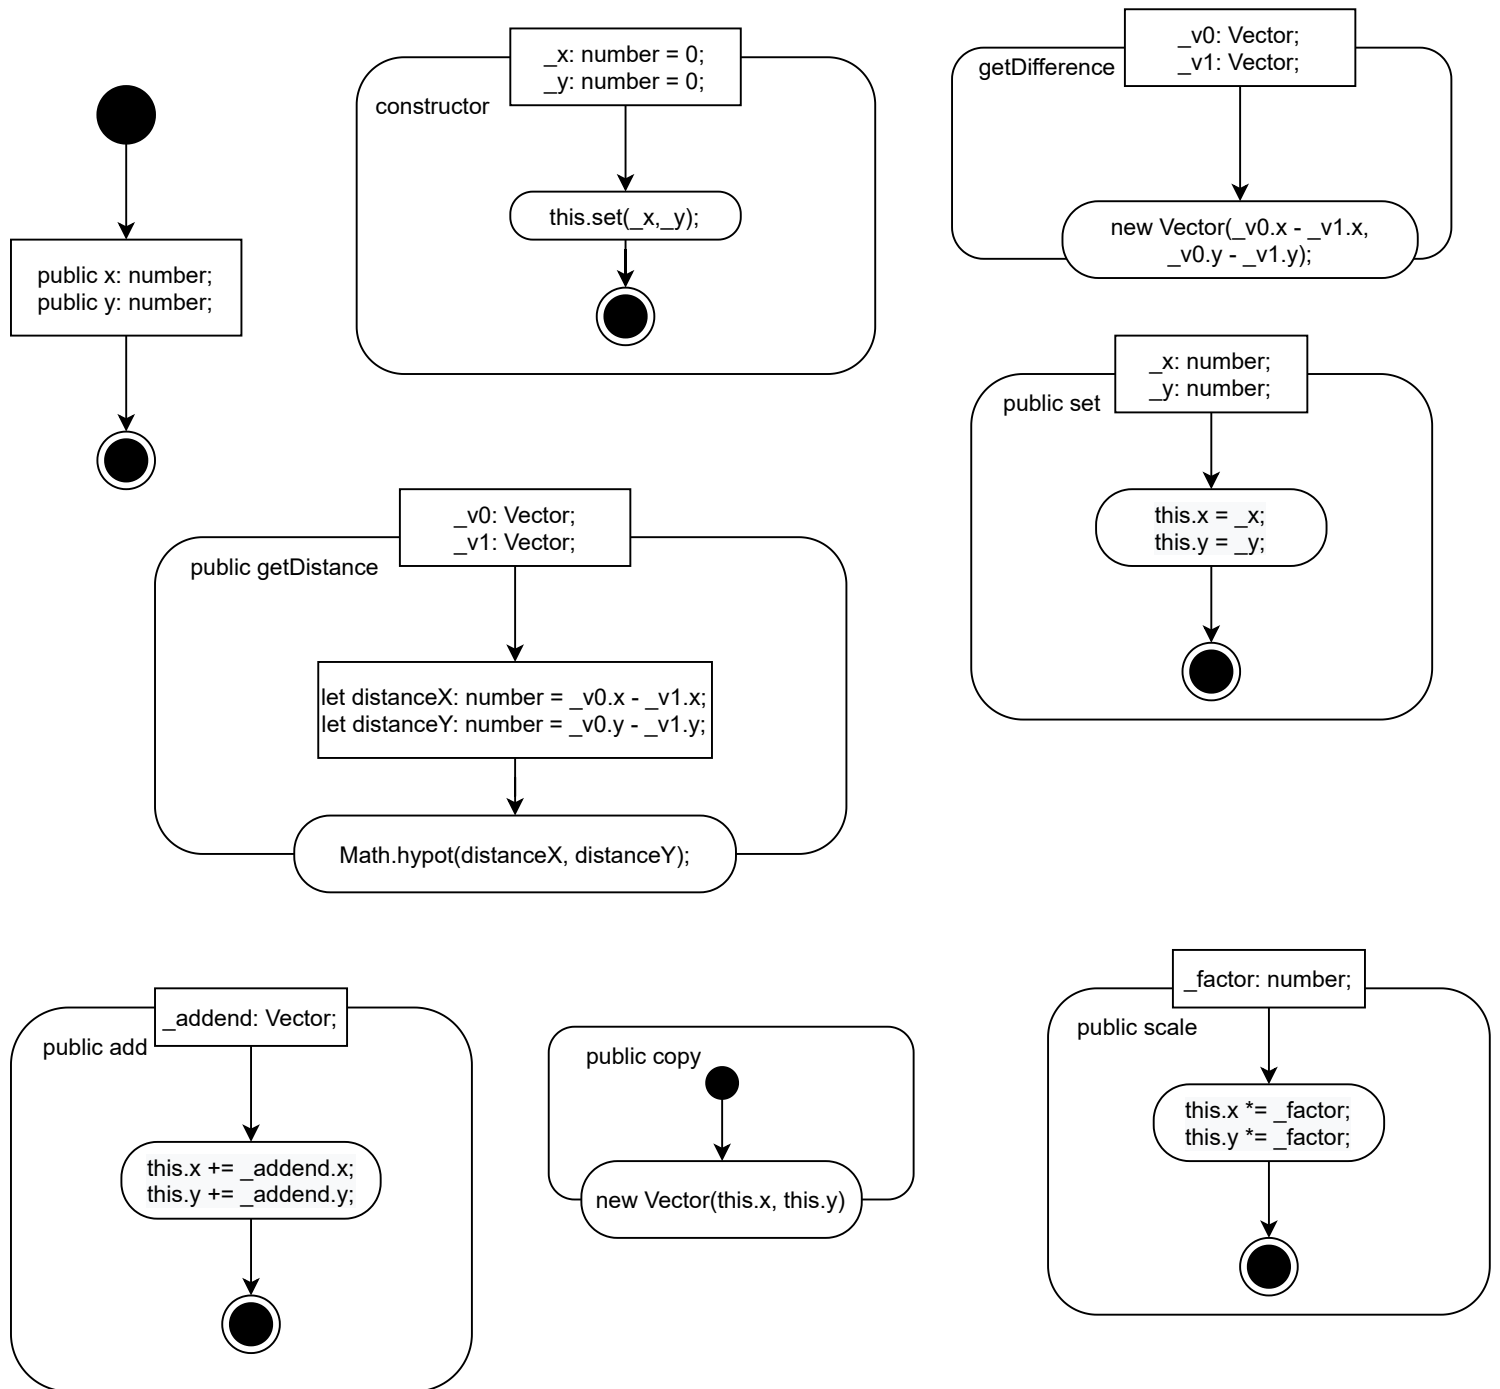 _x: number = 0;
_y: number = 0;
constructor
this.set(_x,_y);
_v0: Vector;
_v1: Vector;
getDifference
new Vector(_v0.x - _v1.x,
_v0.y - _v1.y);
public x: number;
public y: number;
_x: number;
_y: number;
public set
this.x = _x;
this.y = _y;
_v0: Vector;
_v1: Vector;
public getDistance
let distanceX: number = _v0.x - _v1.x;
let distanceY: number = _v0.y - _v1.y;
Math.hypot(distanceX, distanceY);
_addend: Vector;
public add
this.x += _addend.x;
this.y += _addend.y;
public copy
new Vector(this.x, this.y)
_factor: number;
public scale
this.x *= _factor;
this.y *= _factor;